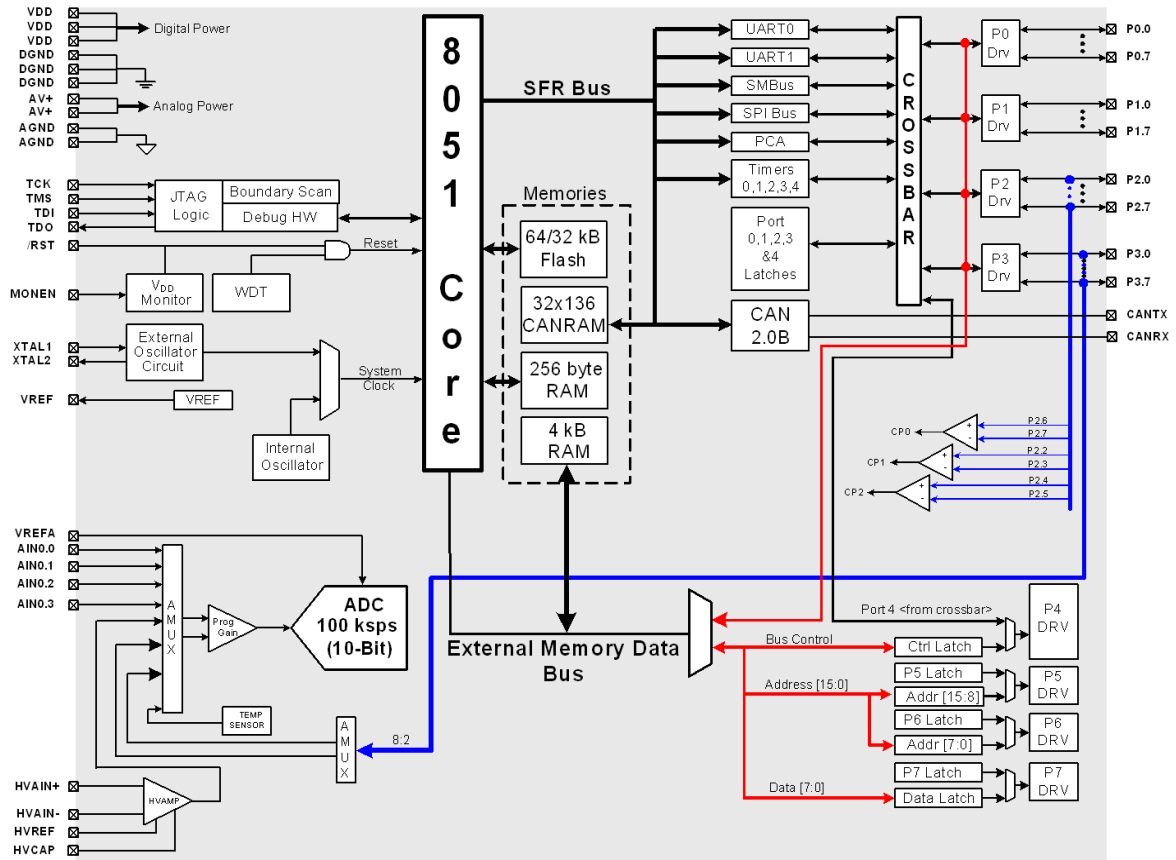 VDD
VDD
VDD
Digital Power
DGND
DGND
DGND
AV+
AV+
Analog Power
AGND
AGND
TCK
TMS
TDI
TDO
JTAG
Logic
Boundary Scan
Debug HW
/RST
Reset
VDD
Monitor
WDT
MONEN
XTAL1
XTAL2
External
Oscillator
Circuit
System
Clock
VREF
VREF
Internal
Oscillator
8051 Core
SFR Bus
Memories
64/32 kB
Flash
32x136
CANRAM
256 byte
RAM
4 kB
RAM
UART0
UART1
SMBus
SPI Bus
PCA
Timers
0,1,2,3,4
Port
0,1,2,3
&4
Latches
CAN
2.0B
CROSSBAR
P0
Drv
P1
Drv
P2
Drv
P3
Drv
P0.0
P0.7
P1.0
P1.7
P2.0
P2.7
P3.0
P3.7
CANTX
CANRX
CP0
+
-
P2.6
P2.7
CP1
+
-
P2.2
P2.3
CP2
+
-
P2.4
P2.5
VREFA
AIN0.0
AIN0.1
AIN0.2
AIN0.3
AMUX
Prog
Gain
ADC
100 ksps
(10-Bit)
TEMP
SENSOR
AMUX
8:2
HVAIN+
HVAIN-
HVREF
HVCAP
HVAMP
External Memory Data
Bus
Port 4 <from crossbar>
Bus Control
Ctrl Latch
P4
DRV
Address [15:0]
P5 Latch
Addr [15:8]
P5
DRV
P6 Latch
Addr [7:0]
P6
DRV
Data [7:0]
P7 Latch
Data Latch
P7
DRV